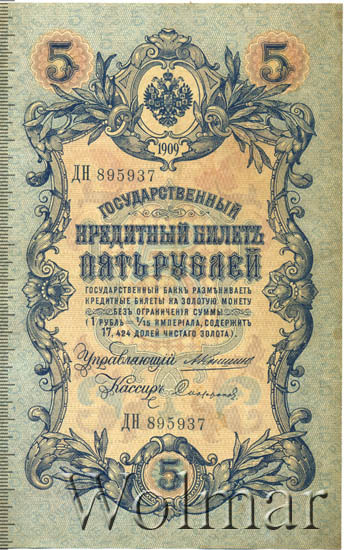 5 5
1909
ДН 895937
ГОСУДАРСТВЕННЫЙ
КРЕДИТНЫЙ БИЛЕТЪ
ПЯТЬ РУБЛЕЙ
ГОСУДАРСТВЕННЫЙ БАНКЪ РАЗМѢНИВАЕТЪ
КРЕДИТНЫЕ БИЛЕТЫ НА ЗОЛОТУЮ МОНЕТУ
БЕЗЪ ОГРАНИЧЕНІЯ СУММЫ
(1 РУБЛЬ = 1/15 ИМПЕРІАЛА, СОДЕРЖИТЪ
17,424 ДОЛЕЙ ЧИСТАГО ЗОЛОТА).
Управляющій
Кассиръ
ДН 895937
5
Wolmar